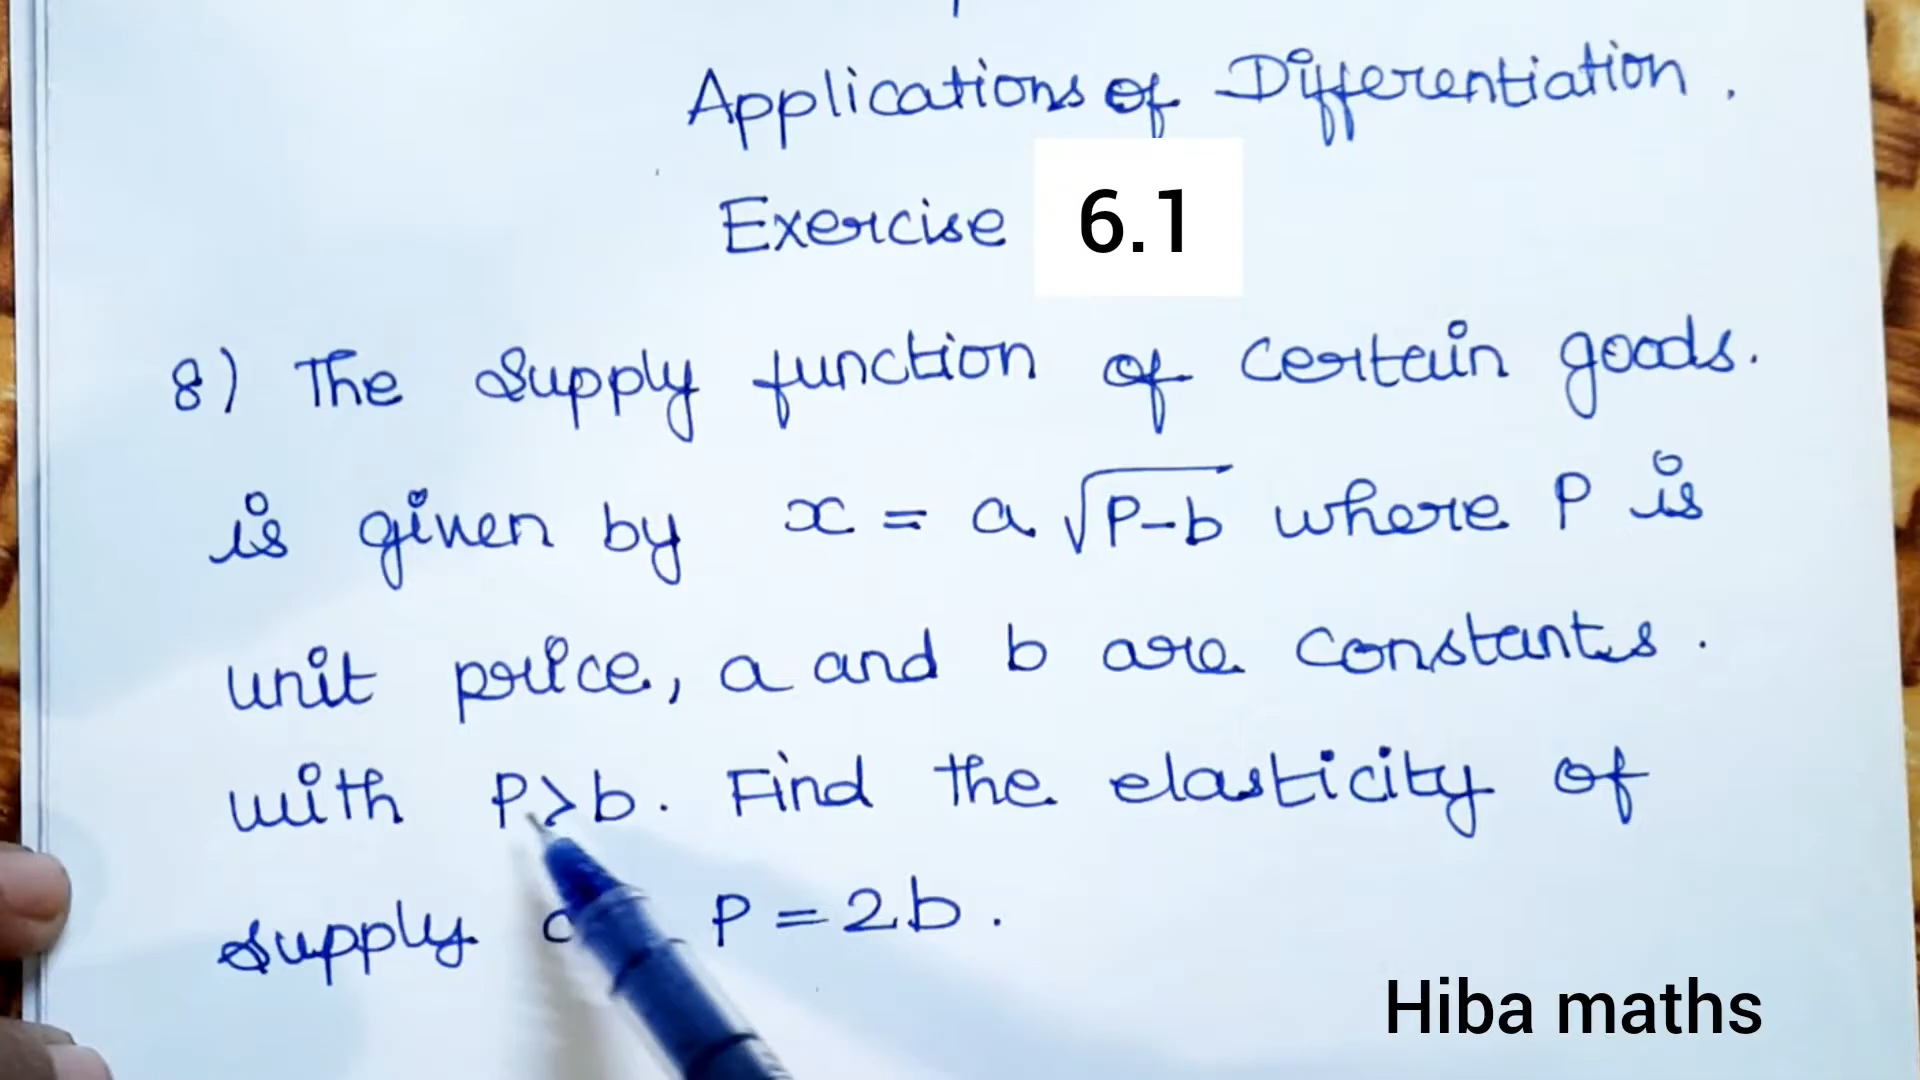 Applications of Differentiation.
Exercise 6.1
8) The supply function of certain goods.
is given by x = a √P-b where P is
unit price, a and b are constants.
with P>b. Find the elasticity of
supply P = 2b.
Hiba maths